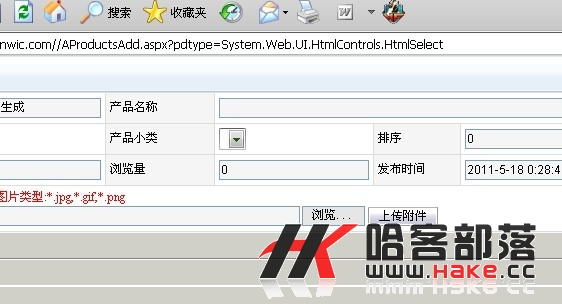 搜索 收藏夹 W
nwic.com//AProductsAdd.aspx?pdtype=System.Web.UI.HtmlControls.HtmlSelect
生成 产品名称
产品小类 排序 0
浏览量 0 发布时间 2011-5-18 0:28:4
图片类型:*.jpg,*.gif,*.png
浏览... 上传附件
哈客部落
www.HAKE.cc